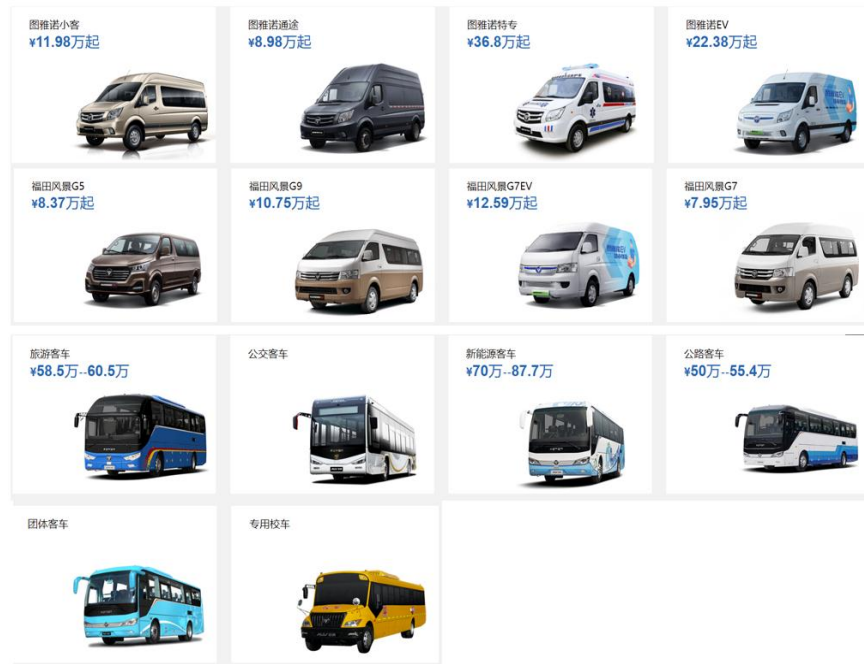 图雅诺小客
¥11.98万起
图雅诺通途
¥8.98万起
图雅诺特专
¥36.8万起
图雅诺EV
¥22.38万起
福田风景G5
¥8.37万起
福田风景G9
¥10.75万起
福田风景G7EV
¥12.59万起
福田风景G7
¥7.95万起
旅游客车
¥58.5万--60.5万
公交客车
新能源客车
¥70万--87.7万
公路客车
¥50万--55.4万
团体客车
专用校车